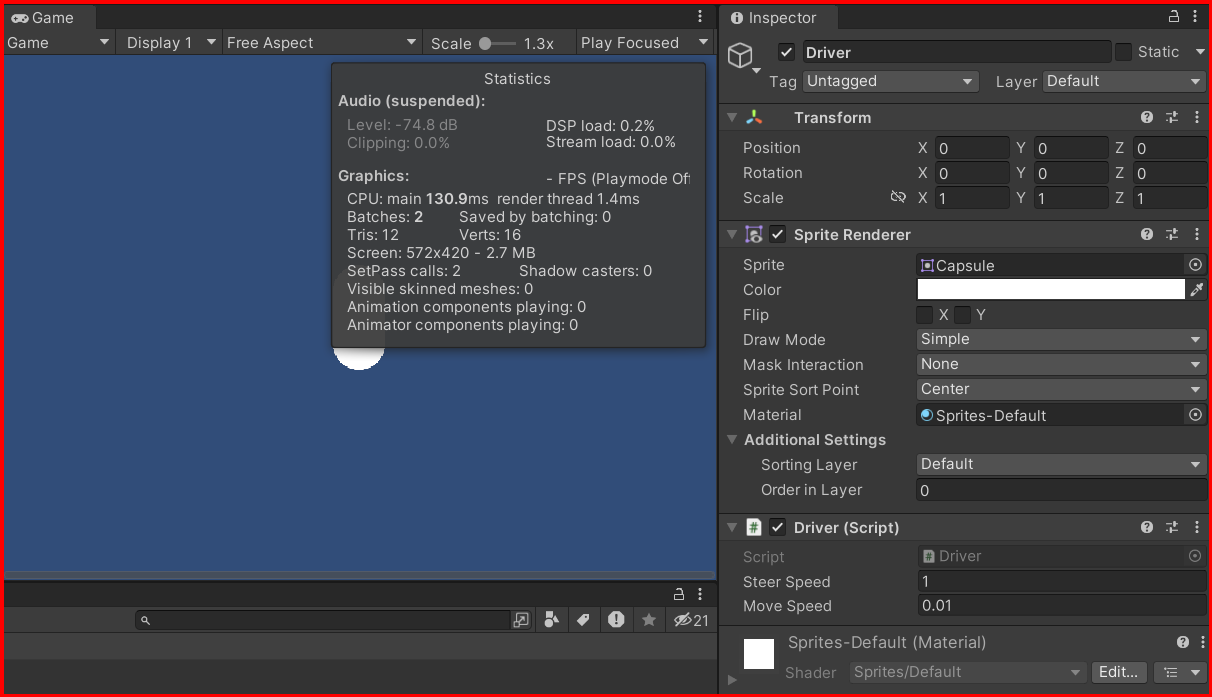 Game
Game Display 1 Free Aspect Scale 1.3x Play Focused
Statistics
Audio (suspended):
Level: -74.8 dB DSP load: 0.2%
Clipping: 0.0% Stream load: 0.0%
Graphics: - FPS (Playmode Off
CPU: main 130.9ms render thread 1.4ms
Batches: 2 Saved by batching: 0
Tris: 12 Verts: 16
Screen: 572x420 - 2.7 MB
SetPass calls: 2 Shadow casters: 0
Visible skinned meshes: 0
Animation components playing: 0
Animator components playing: 0
21
Inspector
Driver Static
Tag Untagged Layer Default
Transform
Position X 0 Y 0 Z 0
Rotation X 0 Y 0 Z 0
Scale X 1 Y 1 Z 1
Sprite Renderer
Sprite Capsule
Color
Flip X Y
Draw Mode Simple
Mask Interaction None
Sprite Sort Point Center
Material Sprites-Default
Additional Settings
Sorting Layer Default
Order in Layer 0
# Driver (Script)
Script # Driver
Steer Speed 1
Move Speed 0.01
Sprites-Default (Material)
Shader Sprites/Default Edit...